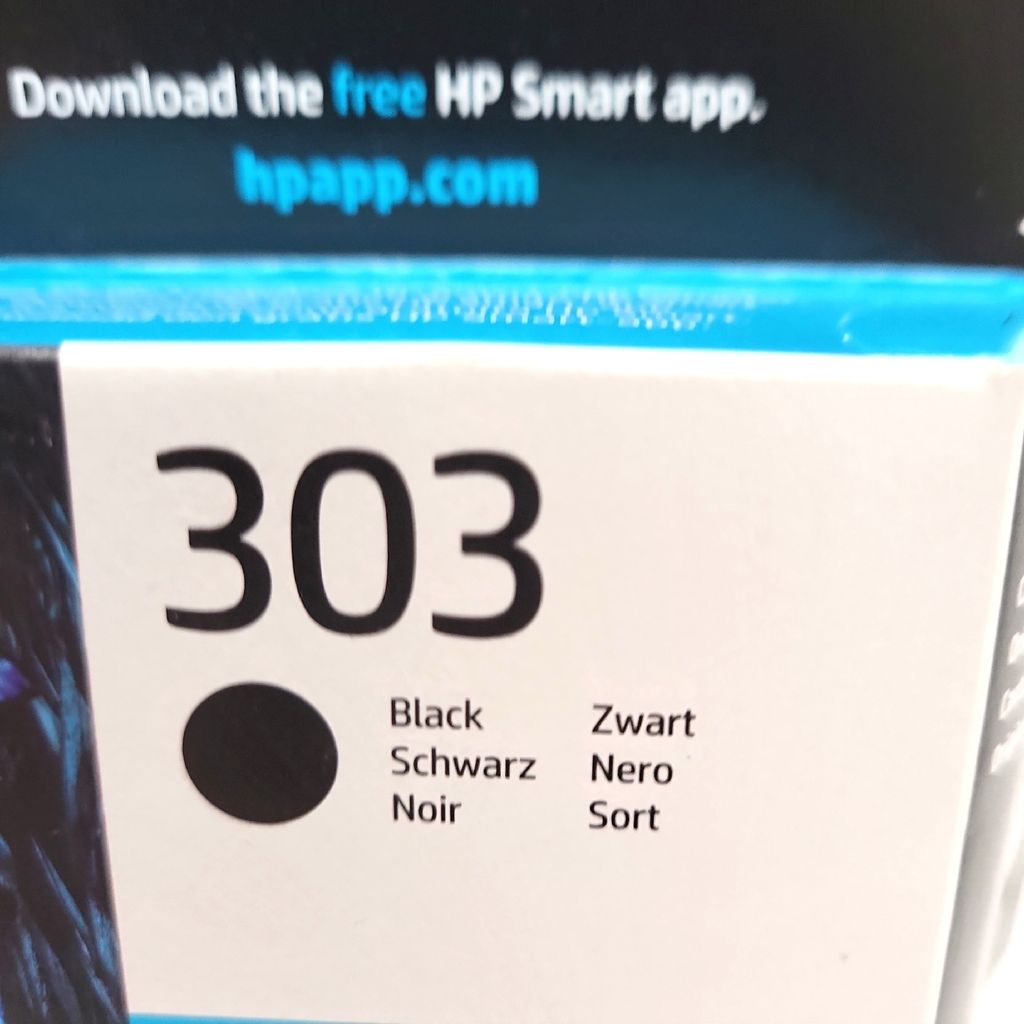 Download the free HP Smart app.
hpapp.com
303
Black
Schwarz
Noir
Zwart
Nero
Sort